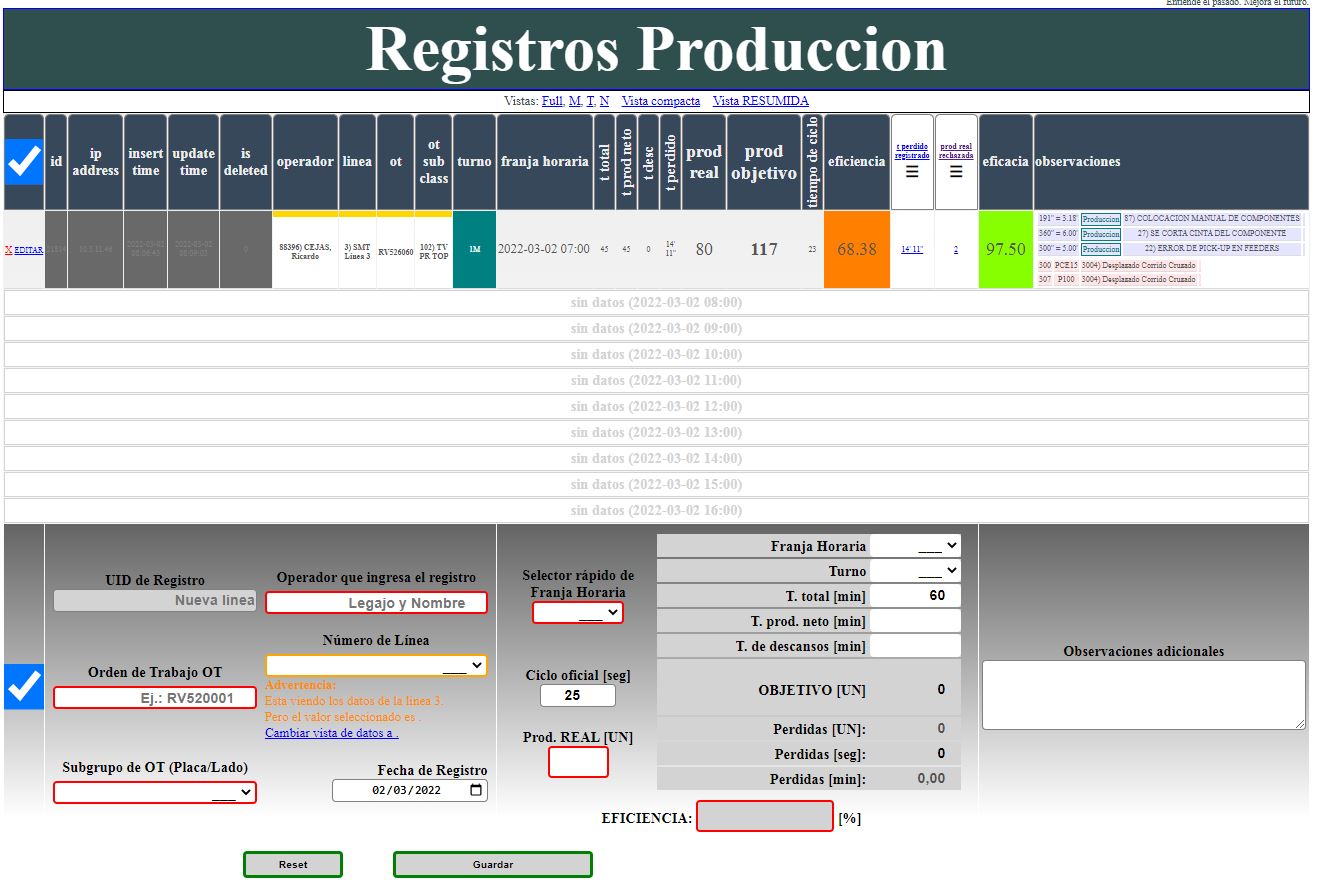 Entiende el pasado. Mejora el futuro.
Registros Produccion
Vistas: Full, M, T, N Vista compacta Vista RESUMIDA
id ip address insert time update time is deleted operador linea ot ot sub class turno franja horaria t total t prod neto t desc t perdido prod real prod objetivo tiempo de ciclo eficiencia t perdido registrado prod real rechazada eficacia observaciones
X EDITAR 0 88396) CEJAS, Ricardo 3) SMT Linea 3 RV526060 102) TV PR TOP 1M 2022-03-02 07:00 45 45 0 14' 11" 80 117 23 68.38 14' 11" 2 97.50
191" = 3.18' Produccion 87) COLOCACION MANUAL DE COMPONENTES
360" = 6.00' Produccion 27) SE CORTA CINTA DEL COMPONENTE
300" = 5.00' Produccion 22) ERROR DE PICK-UP EN FEEDERS
300 PCE15 3004) Desplazado Corrido Cruzado
307 P100 3004) Desplazado Corrido Cruzado
sin datos (2022-03-02 08:00)
sin datos (2022-03-02 09:00)
sin datos (2022-03-02 10:00)
sin datos (2022-03-02 11:00)
sin datos (2022-03-02 12:00)
sin datos (2022-03-02 13:00)
sin datos (2022-03-02 14:00)
sin datos (2022-03-02 15:00)
sin datos (2022-03-02 16:00)
UID de Registro
Nueva linea
Operador que ingresa el registro
Legajo y Nombre
Orden de Trabajo OT
Ej.: RV520001
Número de Línea
___
Advertencia:
Esta viendo los datos de la linea 3.
Pero el valor seleccionado es .
Cambiar vista de datos a .
Subgrupo de OT (Placa/Lado)
___
Fecha de Registro
02/03/2022
Selector rápido de
Franja Horaria
___
Ciclo oficial [seg]
25
Prod. REAL [UN]
Franja Horaria ___
Turno ___
T. total [min] 60
T. prod. neto [min]
T. de descansos [min]
OBJETIVO [UN] 0
Perdidas [UN]: 0
Perdidas [seg]: 0
Perdidas [min]: 0,00
EFICIENCIA: [%]
Observaciones adicionales
Reset
Guardar